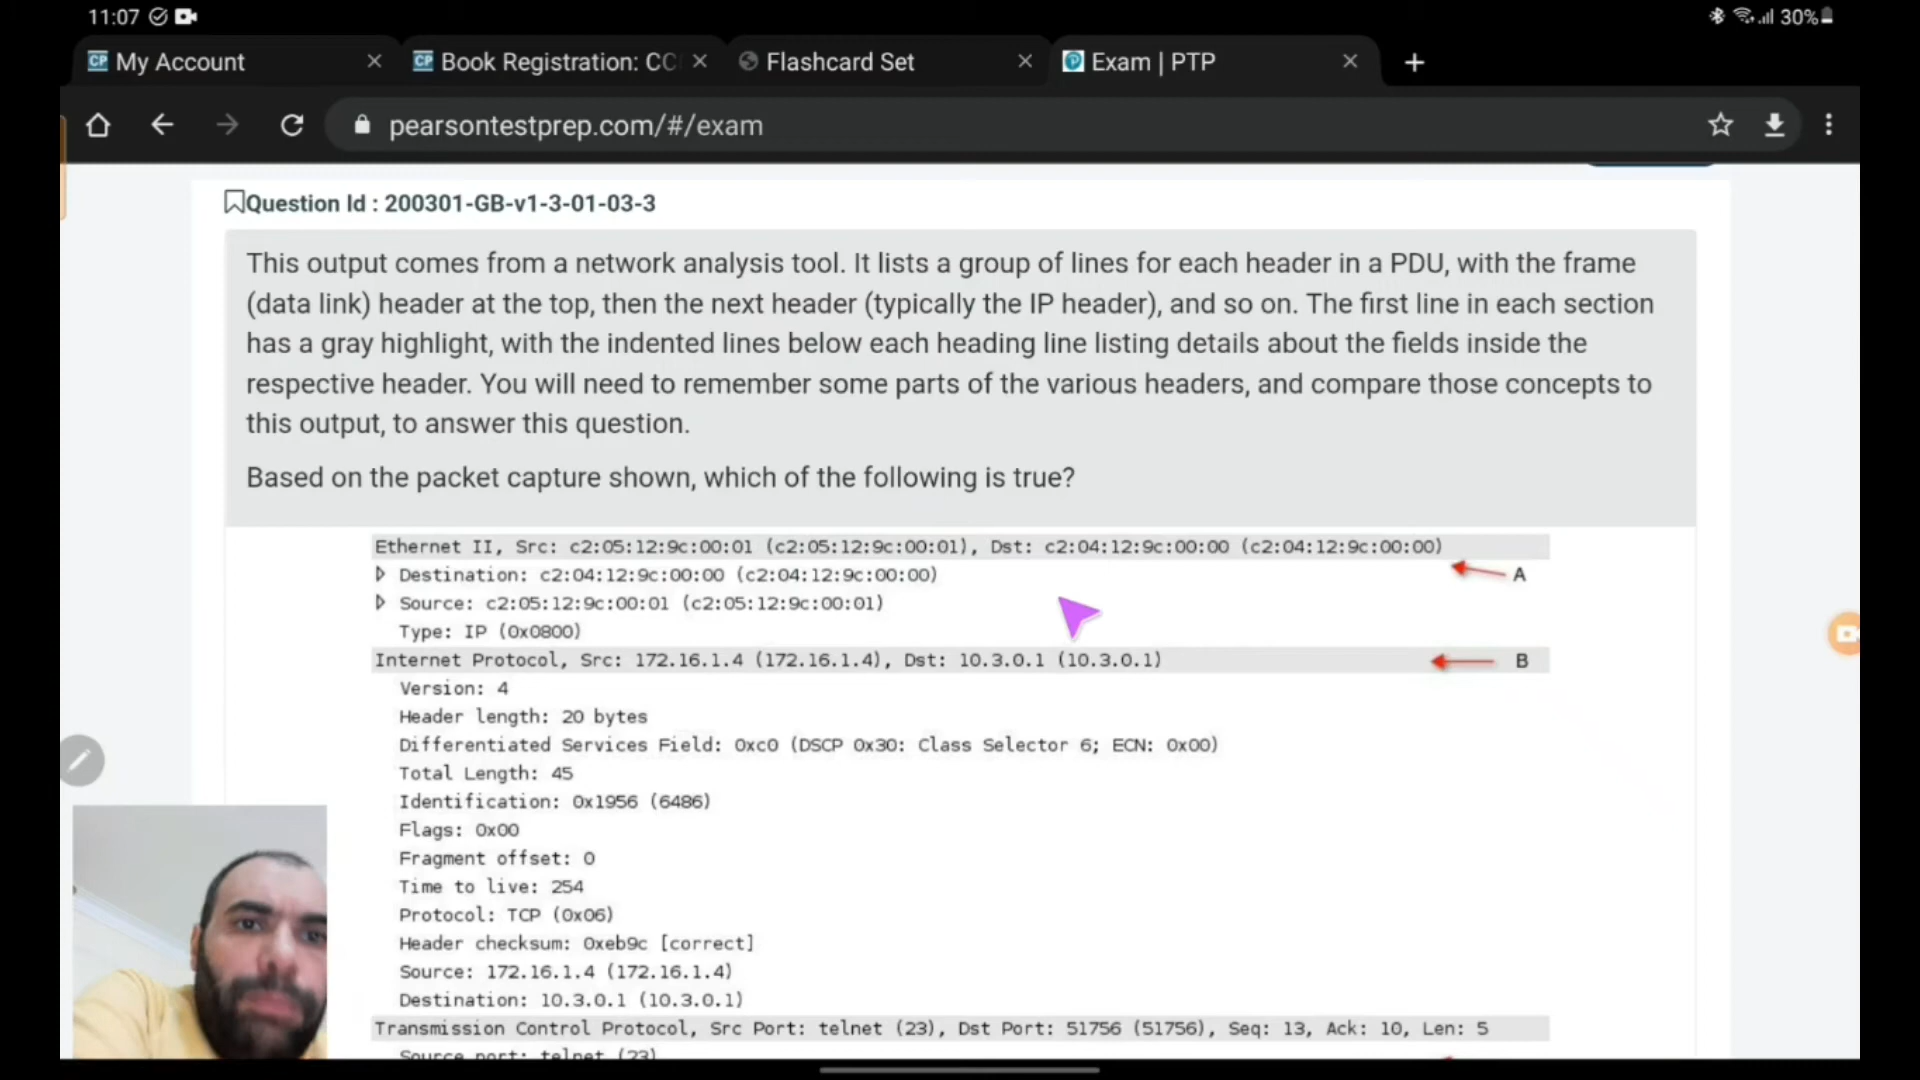 11:07
30%
My Account
Book Registration: CC
Flashcard Set
Exam | PTP
pearsontestprep.com/#/exam
Question Id : 200301-GB-v1-3-01-03-3
This output comes from a network analysis tool. It lists a group of lines for each header in a PDU, with the frame
(data link) header at the top, then the next header (typically the IP header), and so on. The first line in each section
has a gray highlight, with the indented lines below each heading line listing details about the fields inside the
respective header. You will need to remember some parts of the various headers, and compare those concepts to
this output, to answer this question.
Based on the packet capture shown, which of the following is true?
Ethernet II, Src: c2:05:12:9c:00:01 (c2:05:12:9c:00:01), Dst: c2:04:12:9c:00:00 (c2:04:12:9c:00:00)
Destination: c2:04:12:9c:00:00 (c2:04:12:9c:00:00)
A
Source: c2:05:12:9c:00:01 (c2:05:12:9c:00:01)
Type: IP (0x0800)
Internet Protocol, Src: 172.16.1.4 (172.16.1.4), Dst: 10.3.0.1 (10.3.0.1)
B
Version: 4
Header length: 20 bytes
Differentiated Services Field: 0xc0 (DSCP 0x30: Class Selector 6; ECN: 0x00)
Total Length: 45
Identification: 0x1956 (6486)
Flags: 0x00
Fragment offset: 0
Time to live: 254
Protocol: TCP (0x06)
Header checksum: 0xeb9c [correct]
Source: 172.16.1.4 (172.16.1.4)
Destination: 10.3.0.1 (10.3.0.1)
Transmission Control Protocol, Src Port: telnet (23), Dst Port: 51756 (51756), Seq: 13, Ack: 10, Len: 5
Source port: telnet (23)